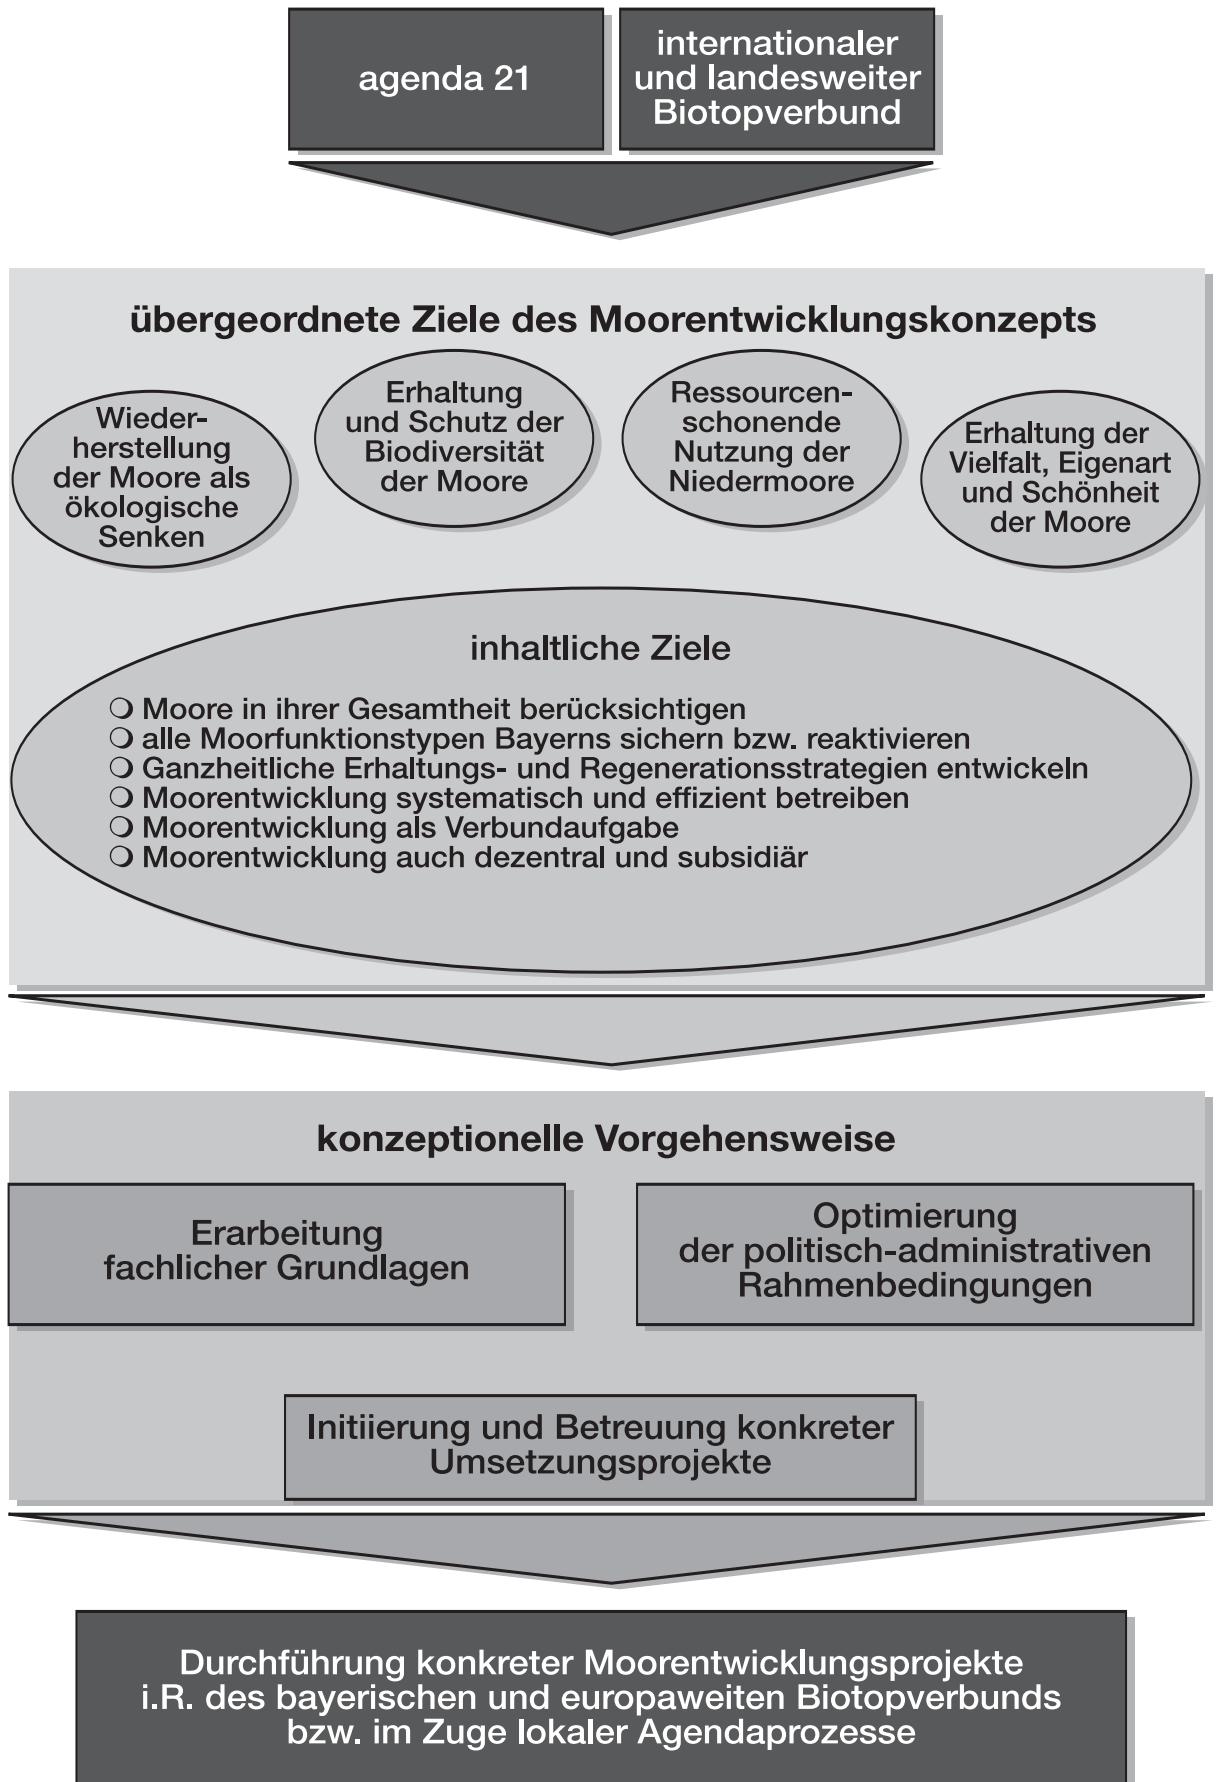 agenda 21
internationaler
und landesweiter
Biotopverbund
übergeordnete Ziele des Moorentwicklungskonzepts
Wieder-
herstellung
der Moore als
ökologische
Senken
Erhaltung
und Schutz der
Biodiversität
der Moore
Ressourcen-
schonende
Nutzung der
Niedermoore
Erhaltung der
Vielfalt, Eigenart
und Schönheit
der Moore
inhaltliche Ziele
❍ Moore in ihrer Gesamtheit berücksichtigen
❍ alle Moorfunktionstypen Bayerns sichern bzw. reaktivieren
❍ Ganzheitliche Erhaltungs- und Regenerationsstrategien entwickeln
❍ Moorentwicklung systematisch und effizient betreiben
❍ Moorentwicklung als Verbundaufgabe
❍ Moorentwicklung auch dezentral und subsidiär
konzeptionelle Vorgehensweise
Erarbeitung
fachlicher Grundlagen
Optimierung
der politisch-administrativen
Rahmenbedingungen
Initiierung und Betreuung konkreter
Umsetzungsprojekte
Durchführung konkreter Moorentwicklungsprojekte
i.R. des bayerischen und europaweiten Biotopverbunds
bzw. im Zuge lokaler Agendaprozesse